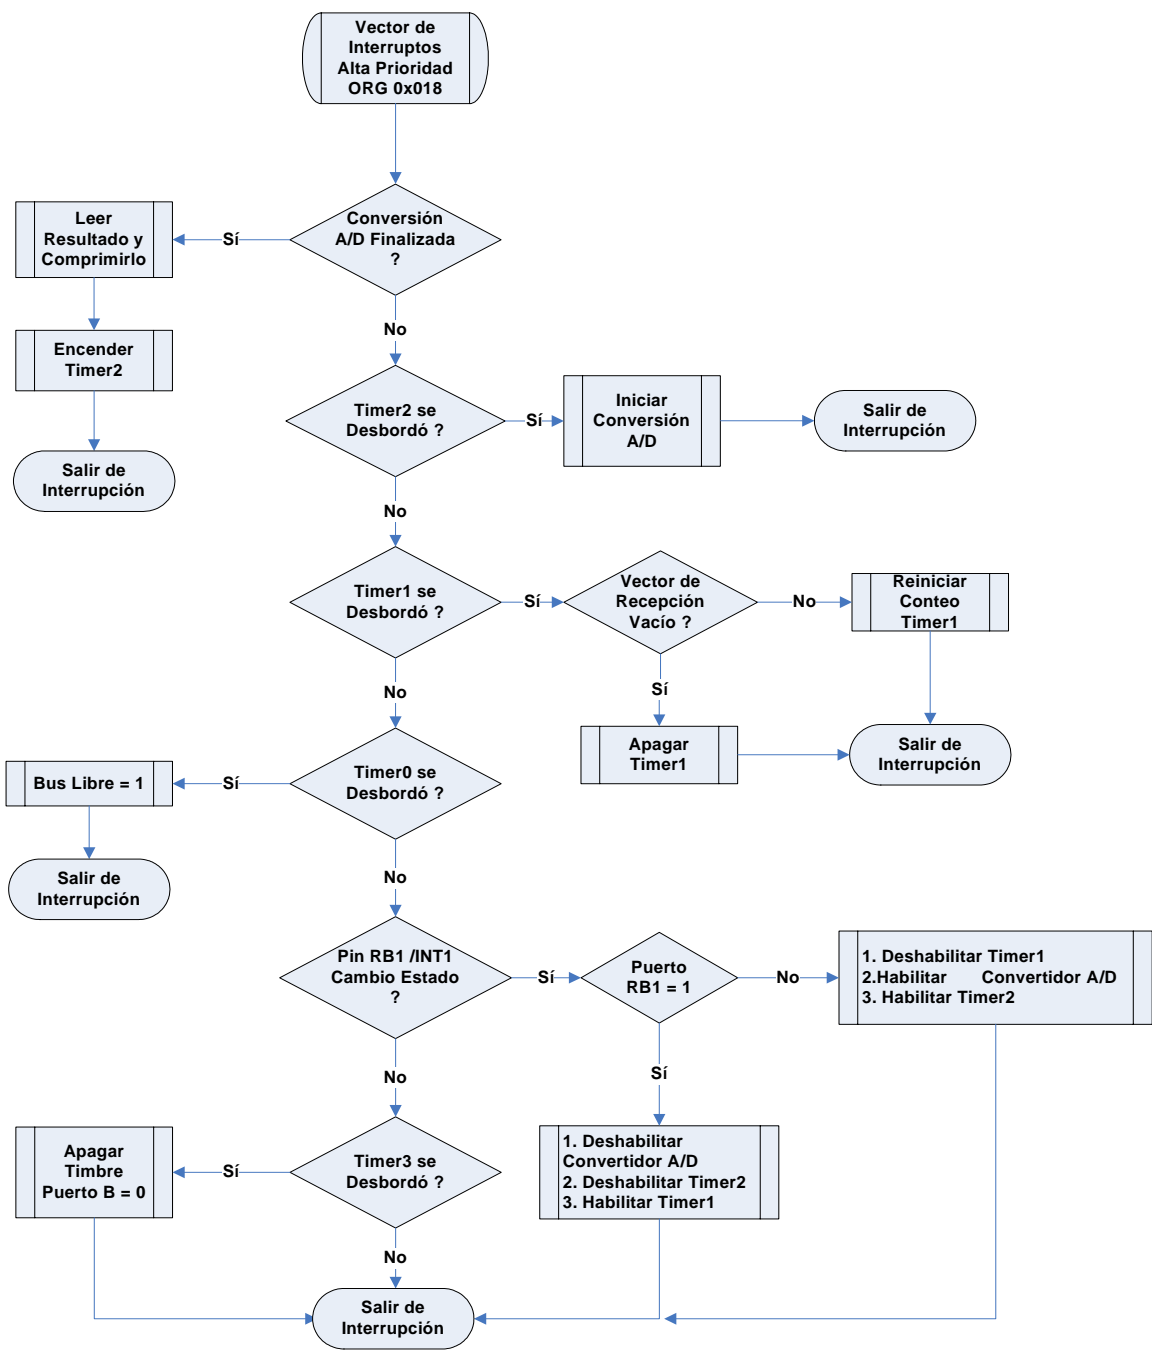 Vector de
Interruptos
Alta Prioridad
ORG 0x018
Conversión
A/D Finalizada
?
Sí
Leer
Resultado y
Comprimirlo
Encender
Timer2
Salir de
Interrupción
No
Timer2 se
Desbordó ?
Sí
Iniciar
Conversión
A/D
Salir de
Interrupción
No
Timer1 se
Desbordó ?
Sí
Vector de
Recepción
Vacío ?
No
Reiniciar
Conteo
Timer1
Sí
Apagar
Timer1
Salir de
Interrupción
No
Timer0 se
Desbordó ?
Sí
Bus Libre = 1
Salir de
Interrupción
No
Pin RB1 /INT1
Cambio Estado
?
Sí
Puerto
RB1 = 1
No
1. Deshabilitar Timer1
2.Habilitar Convertidor A/D
3. Habilitar Timer2
Sí
1. Deshabilitar
Convertidor A/D
2. Deshabilitar Timer2
3. Habilitar Timer1
No
Timer3 se
Desbordó ?
Sí
Apagar
Timbre
Puerto B = 0
No
Salir de
Interrupción